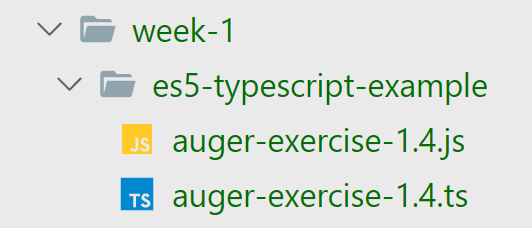 week-1
es5-typescript-example
JS auger-exercise-1.4.js
TS auger-exercise-1.4.ts